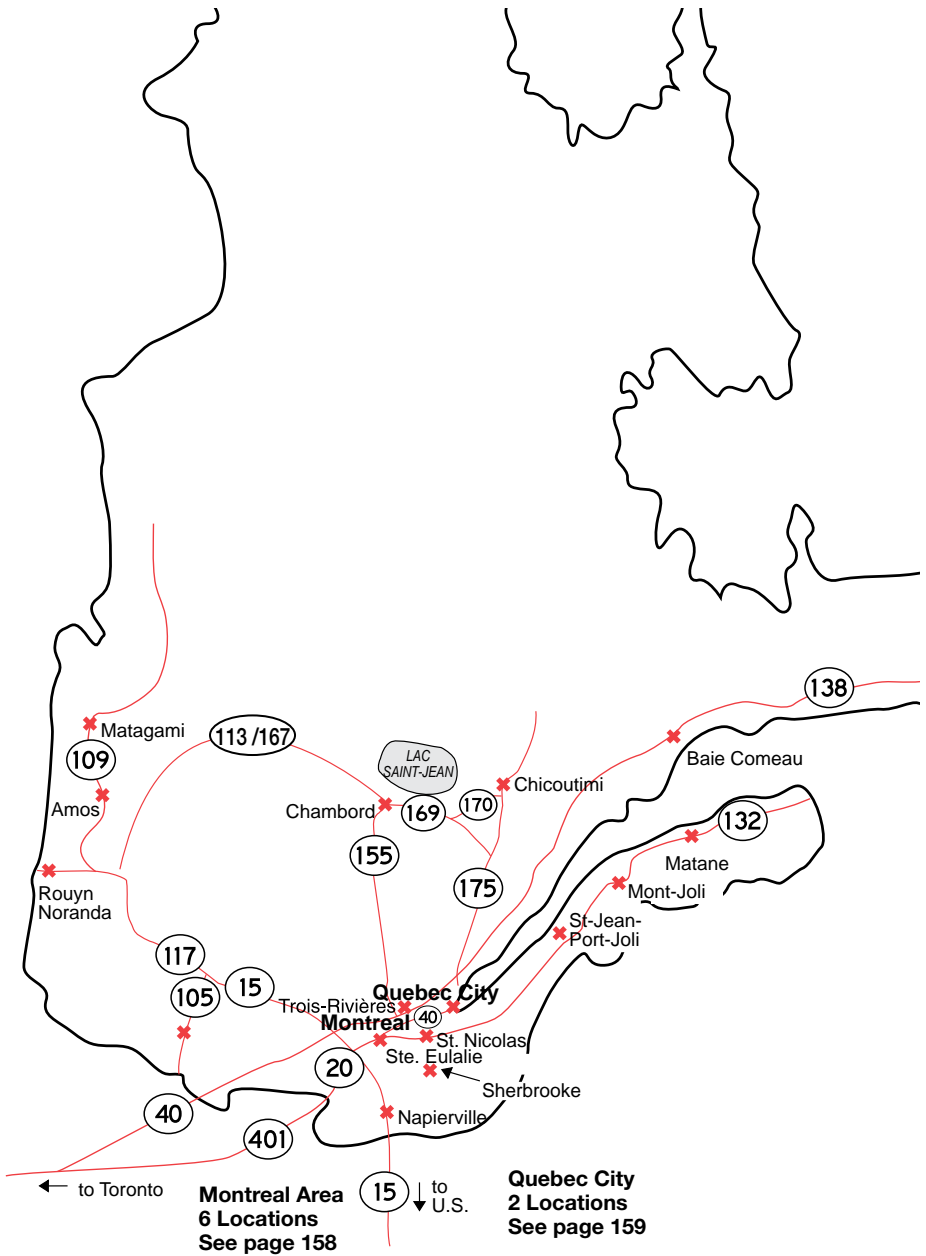 138
Matagami
113 /167
109
LAC
SAINT-JEAN
Baie Comeau
Chicoutimi
Amos
Chambord
169
170
132
155
Matane
Rouyn
Noranda
175
Mont-Joli
St-Jean-
Port-Joli
117
105
15
Quebec City
Trois-Rivières
40
Montreal
St. Nicolas
Ste. Eulalie
20
Sherbrooke
40
Napierville
401
to Toronto
15
to
U.S.
Montreal Area
6 Locations
See page 158
Quebec City
2 Locations
See page 159